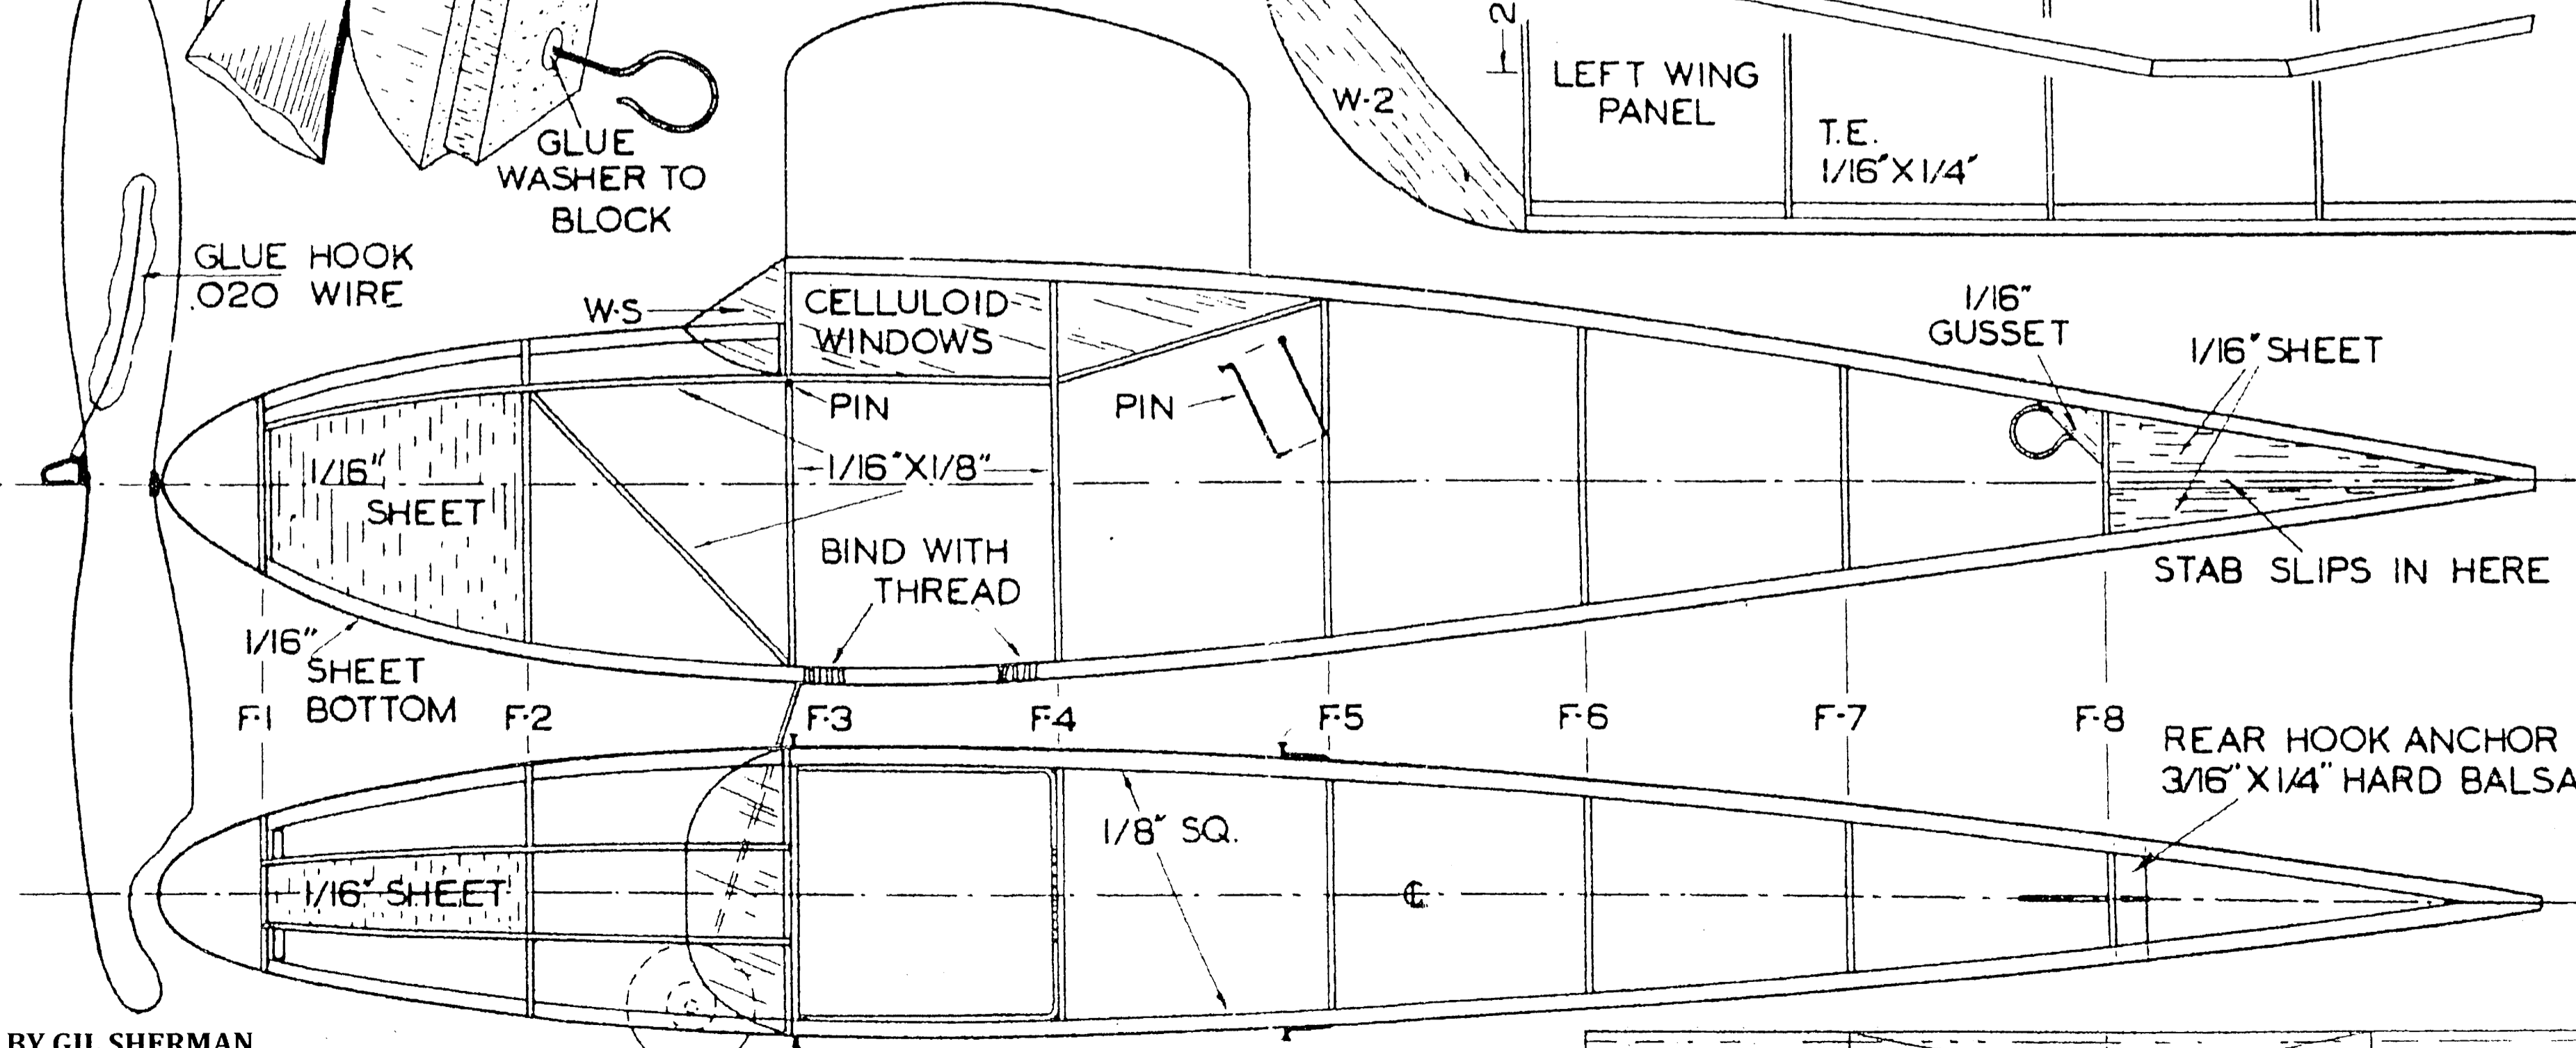 2
LEFT WING
PANEL
W-2
T.E.
1/16"X1/4"
GLUE
WASHER TO
BLOCK
GLUE HOOK
.020 WIRE
W-S
CELLULOID
WINDOWS
1/16"
GUSSET
1/16" SHEET
PIN
PIN
1/16"
SHEET
1/16"X1/8"
BIND WITH
THREAD
STAB SLIPS IN HERE
1/16"
SHEET
BOTTOM
F-1
F-2
F-3
F-4
F-5
F-6
F-7
F-8
REAR HOOK ANCHOR
3/16"X1/4" HARD BALSA
1/8" SQ.
1/16" SHEET
℄
BY GIL SHERMAN